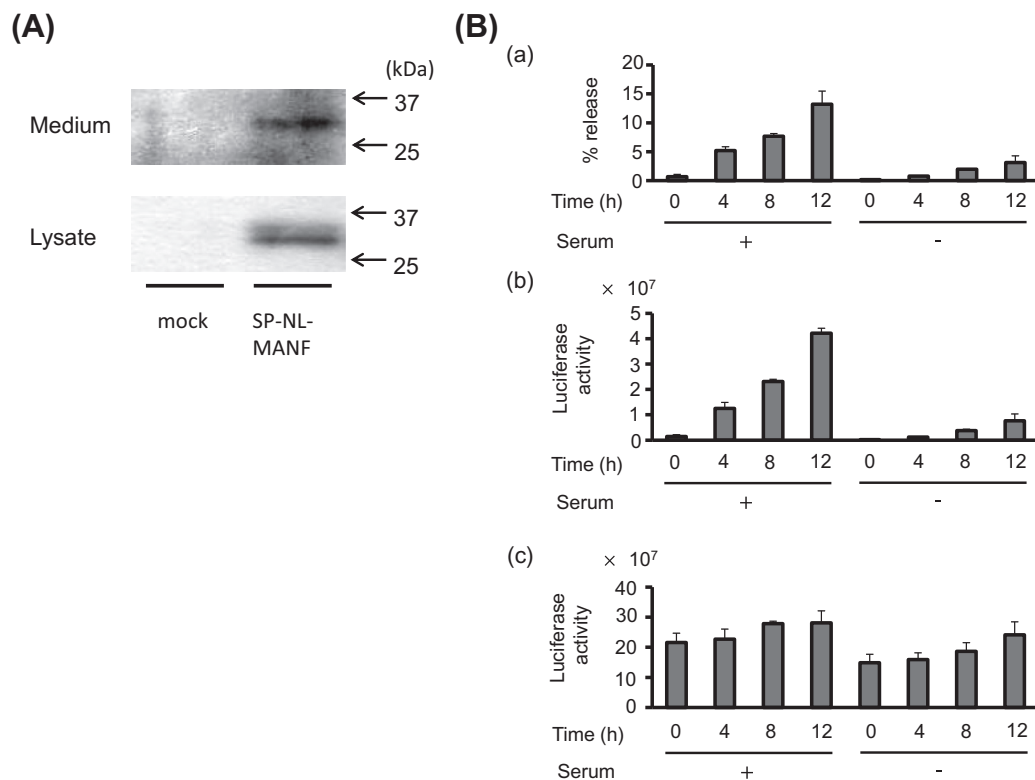 (A)
(kDa)
Medium
37
25
Lysate
37
25
mock
SP-NL-
MANF
(B)
(a)
% release
20
15
10
5
0
Time (h) 0 4 8 12 0 4 8 12
Serum + -
(b)
× 10⁷
Luciferase
activity
5
4
3
2
1
0
Time (h) 0 4 8 12 0 4 8 12
Serum + -
(c)
× 10⁷
Luciferase
activity
40
30
20
10
0
Time (h) 0 4 8 12 0 4 8 12
Serum + -